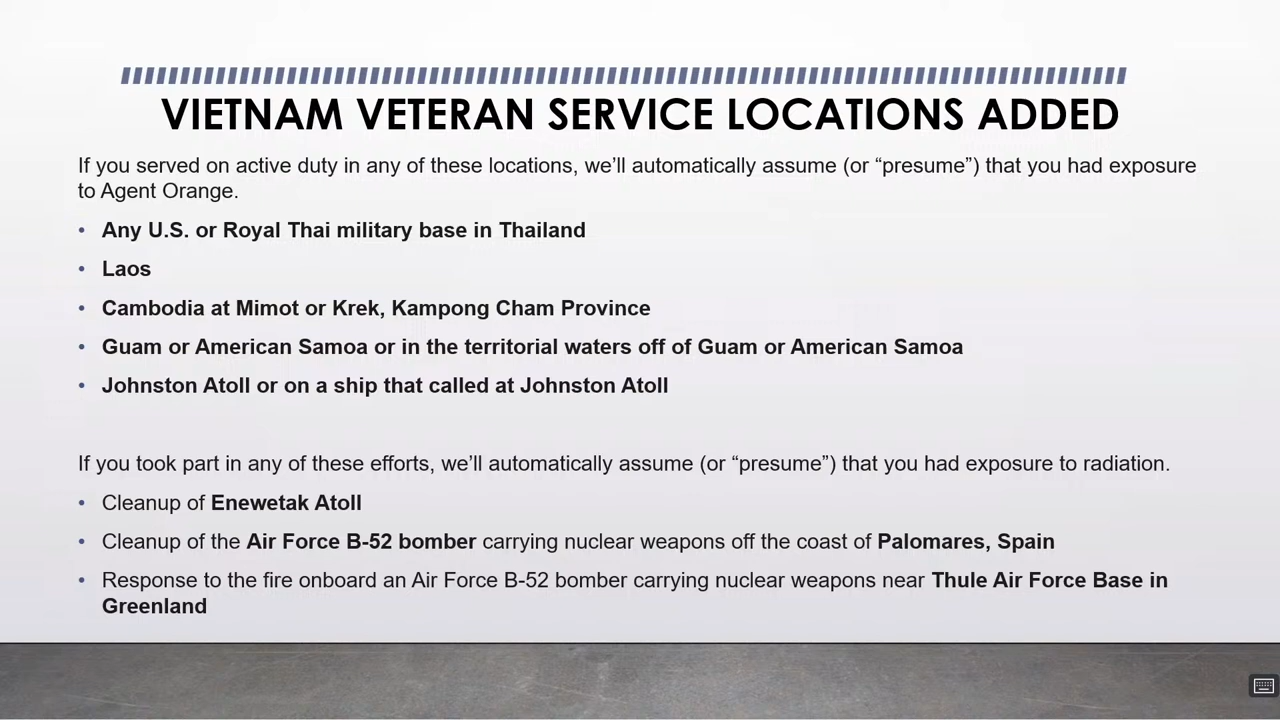 VIETNAM VETERAN SERVICE LOCATIONS ADDED
If you served on active duty in any of these locations, we’ll automatically assume (or “presume”) that you had exposure
to Agent Orange.
• Any U.S. or Royal Thai military base in Thailand
• Laos
• Cambodia at Mimot or Krek, Kampong Cham Province
• Guam or American Samoa or in the territorial waters off of Guam or American Samoa
• Johnston Atoll or on a ship that called at Johnston Atoll
If you took part in any of these efforts, we’ll automatically assume (or “presume”) that you had exposure to radiation.
• Cleanup of Enewetak Atoll
• Cleanup of the Air Force B-52 bomber carrying nuclear weapons off the coast of Palomares, Spain
• Response to the fire onboard an Air Force B-52 bomber carrying nuclear weapons near Thule Air Force Base in
Greenland